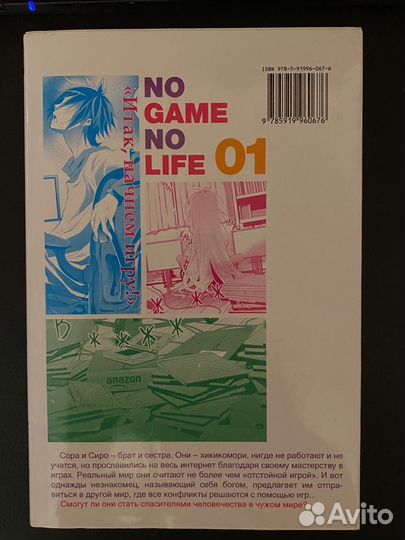 ISBN 978-5-91996-067-6
9 785919 960676
NO
GAME
NO
LIFE 01
«Итак, начнем игру!»
amazon
Сора и Сиро – брат и сестра. Они – хикикомори, нигде не работают и не
учатся, но прославились на весь интернет благодаря своему мастерству в
играх. Реальный мир они считают не более чем «отстойной игрой». И вот
однажды незнакомец, называющий себя богом, предлагает им отпра-
виться в другой мир, где все конфликты решаются с помощью игр...
Смогут ли они стать спасителями человечества в чужом мире?
Avito